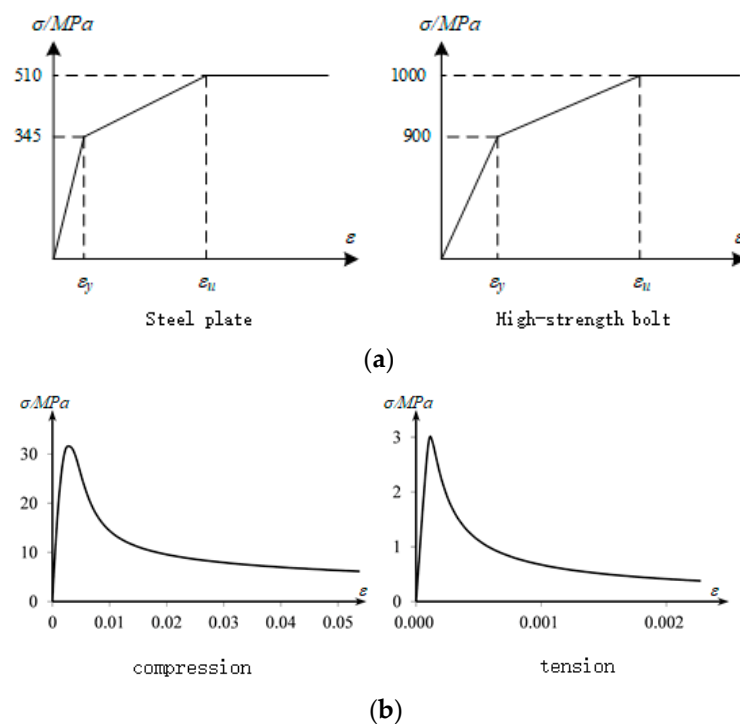 σ/MPa
510
345
ε
εy
εu
Steel plate
σ/MPa
1000
900
ε
εy
εu
High-strength bolt
(a)
σ/MPa
30
20
10
0
0 0.01 0.02 0.03 0.04 0.05
ε
compression
σ/MPa
3
2
1
0
0.000 0.001 0.002
ε
tension
(b)